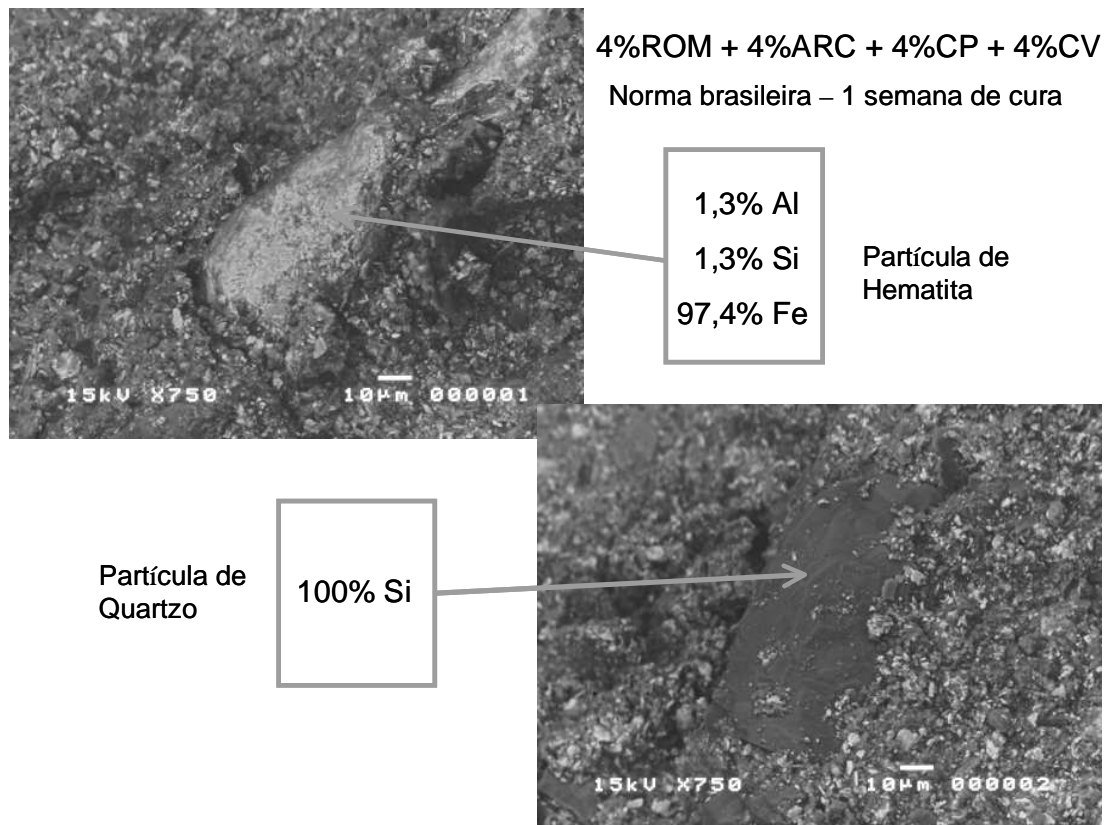 4%ROM + 4%ARC + 4%CP + 4%CV
Norma brasileira – 1 semana de cura
1,3% Al
1,3% Si
97,4% Fe
Partícula de
Hematita
15kV X750 10µm 000001
Partícula de
Quartzo
100% Si
15kV X750 10µm 000002